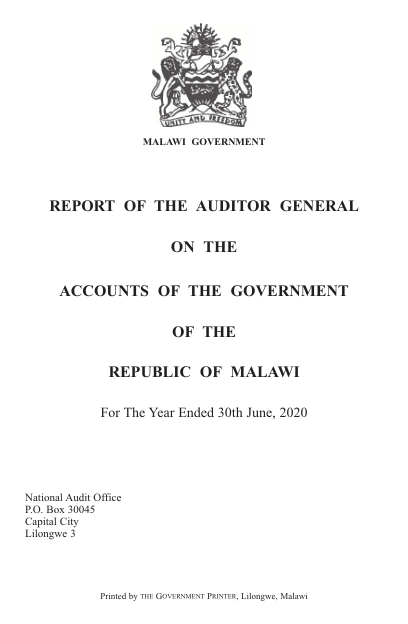 UNITY AND FREEDOM
MALAWI GOVERNMENT
REPORT OF THE AUDITOR GENERAL
ON THE
ACCOUNTS OF THE GOVERNMENT
OF THE
REPUBLIC OF MALAWI
For The Year Ended 30th June, 2020
National Audit Office
P.O. Box 30045
Capital City
Lilongwe 3
Printed by THE GOVERNMENT PRINTER, Lilongwe, Malawi